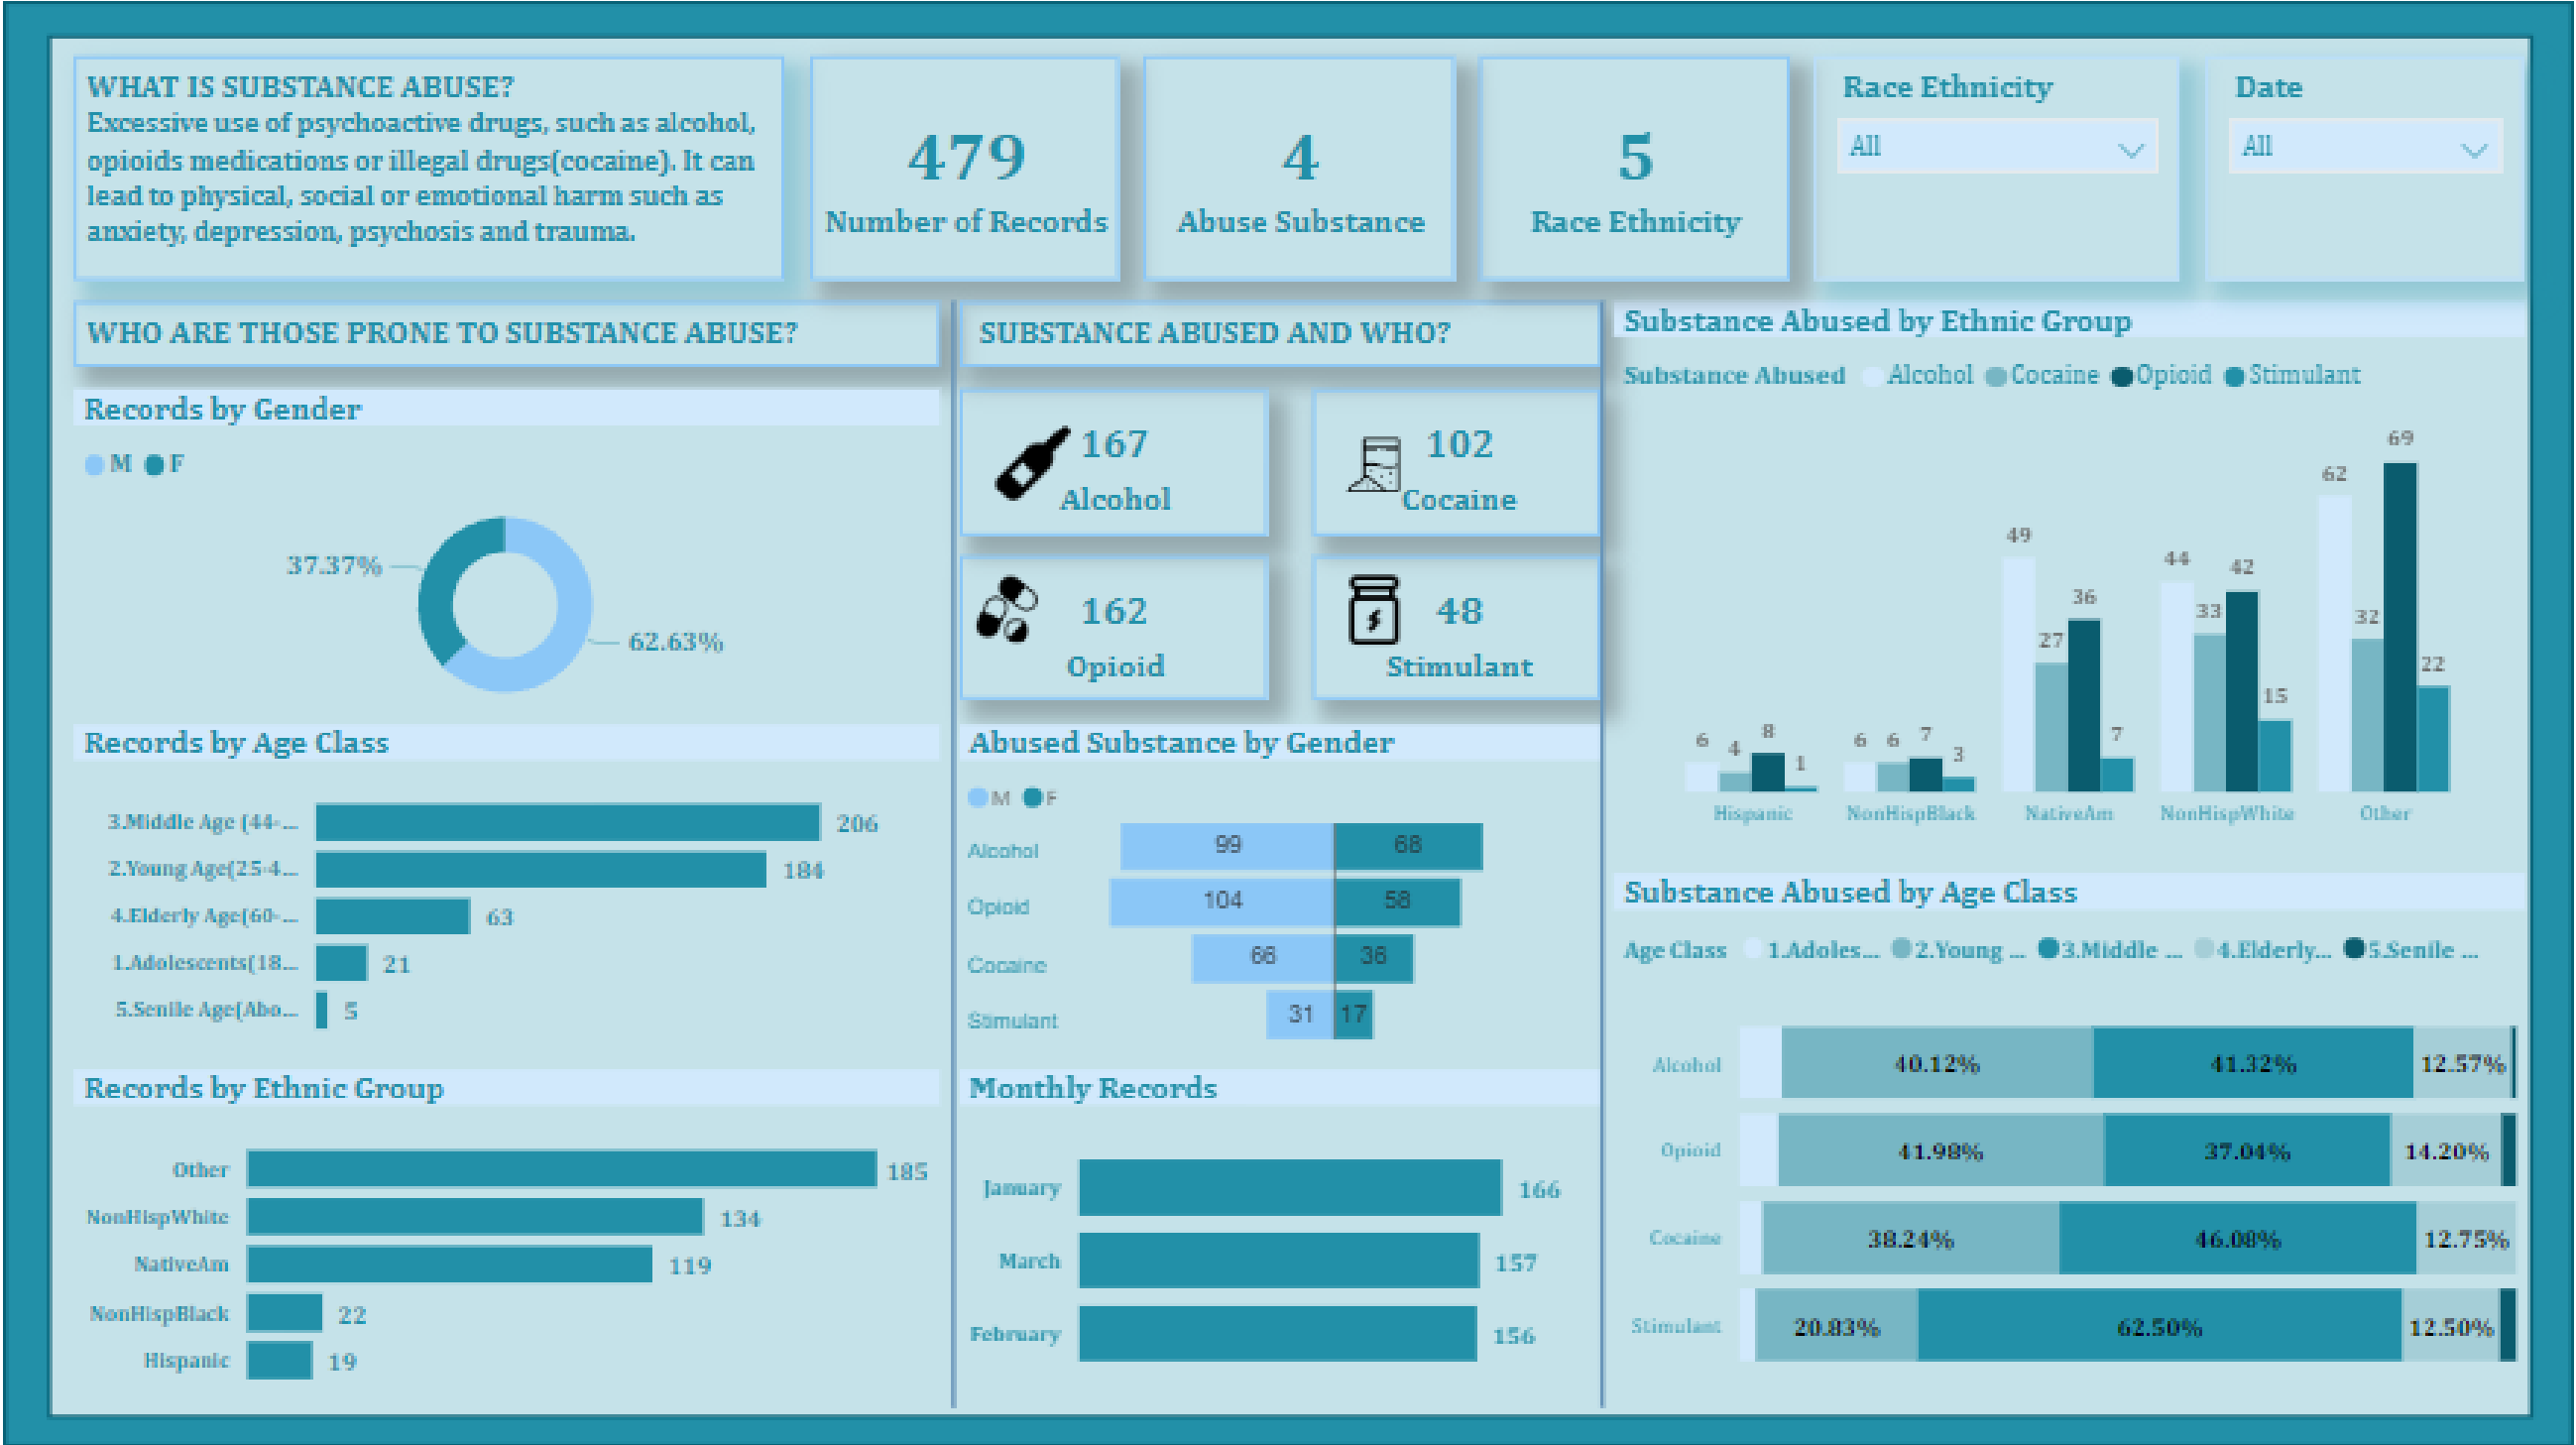 WHAT IS SUBSTANCE ABUSE?
Excessive use of psychoactive drugs, such as alcohol,
opioids medications or illegal drugs(cocaine). It can
lead to physical, social or emotional harm such as
anxiety, depression, psychosis and trauma.
479
Number of Records
4
Abuse Substance
5
Race Ethnicity
Race Ethnicity
All
Date
All
WHO ARE THOSE PRONE TO SUBSTANCE ABUSE?
Records by Gender
M F
37.37%
62.63%
Records by Age Class
3.Middle Age (44-... 206
2.Young Age(25-4... 184
4.Elderly Age(60-... 63
1.Adolescents(18... 21
5.Senile Age(Abo... 5
Records by Ethnic Group
Other 185
NonHispWhite 134
NativeAm 119
NonHispBlack 22
Hispanic 19
SUBSTANCE ABUSED AND WHO?
167
Alcohol
102
Cocaine
162
Opioid
48
Stimulant
Abused Substance by Gender
M F
Alcohol 99 68
Opioid 104 58
Cocaine 66 36
Stimulant 31 17
Monthly Records
January 166
March 157
February 156
Substance Abused by Ethnic Group
Substance Abused Alcohol Cocaine Opioid Stimulant
6 4 8 1
6 6 7 3
49 27 36 7
44 33 42 15
62 32 69 22
Hispanic NonHispBlack NativeAm NonHispWhite Other
Substance Abused by Age Class
Age Class 1.Adoles... 2.Young ... 3.Middle ... 4.Elderly... 5.Senile ...
Alcohol 40.12% 41.32% 12.57%
Opioid 41.98% 37.04% 14.20%
Cocaine 38.24% 46.08% 12.75%
Stimulant 20.83% 62.50% 12.50%